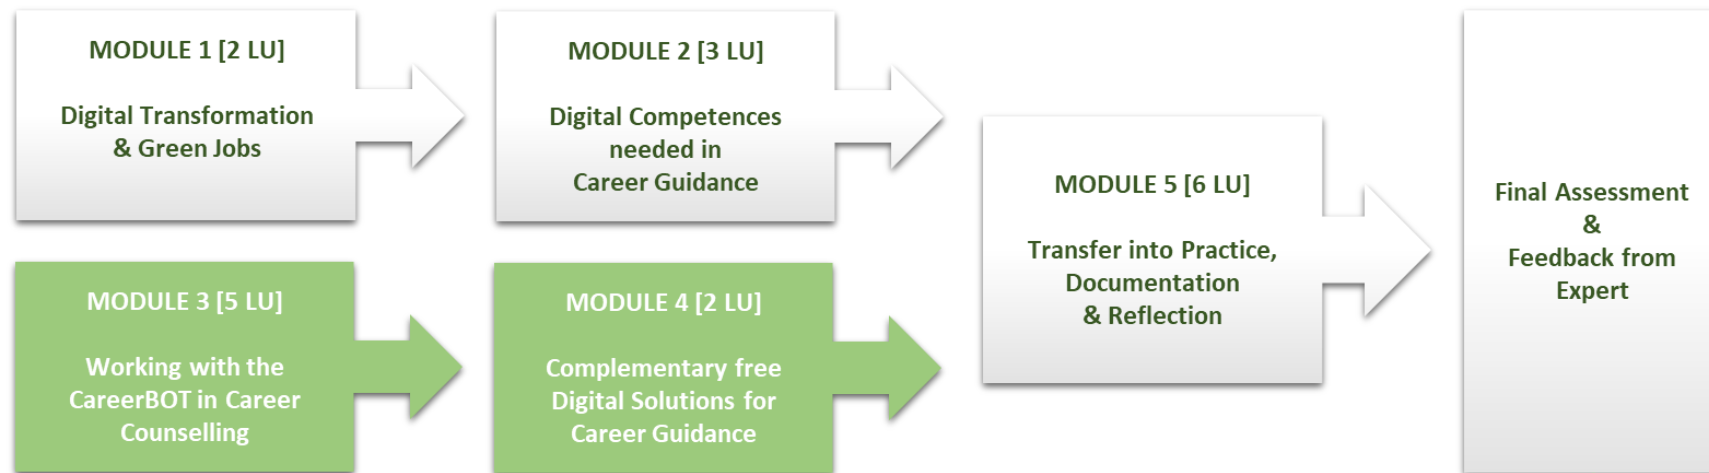 MODULE 1 [2 LU]
Digital Transformation
& Green Jobs
MODULE 2 [3 LU]
Digital Competences
needed in
Career Guidance
MODULE 3 [5 LU]
Working with the
CareerBOT in Career
Counselling
MODULE 4 [2 LU]
Complementary free
Digital Solutions for
Career Guidance
MODULE 5 [6 LU]
Transfer into Practice,
Documentation
& Reflection
Final Assessment
&
Feedback from
Expert